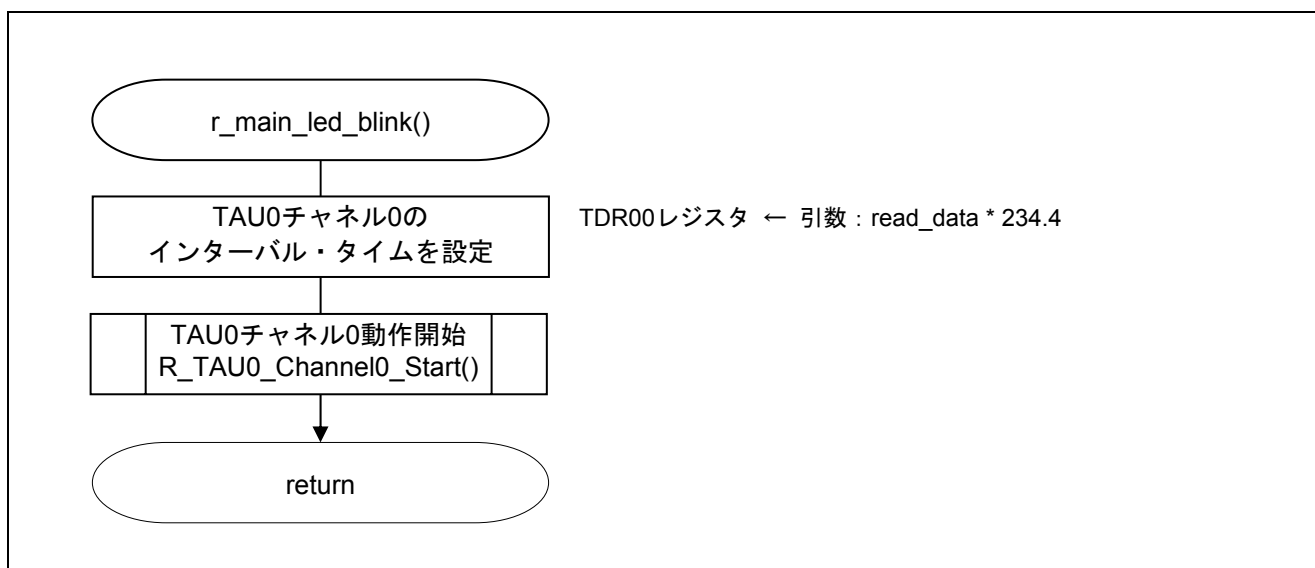 r_main_led_blink()
TAU0チャネル0の
インターバル・タイムを設定
TDR00レジスタ ← 引数：read_data * 234.4
TAU0チャネル0動作開始
R_TAU0_Channel0_Start()
return